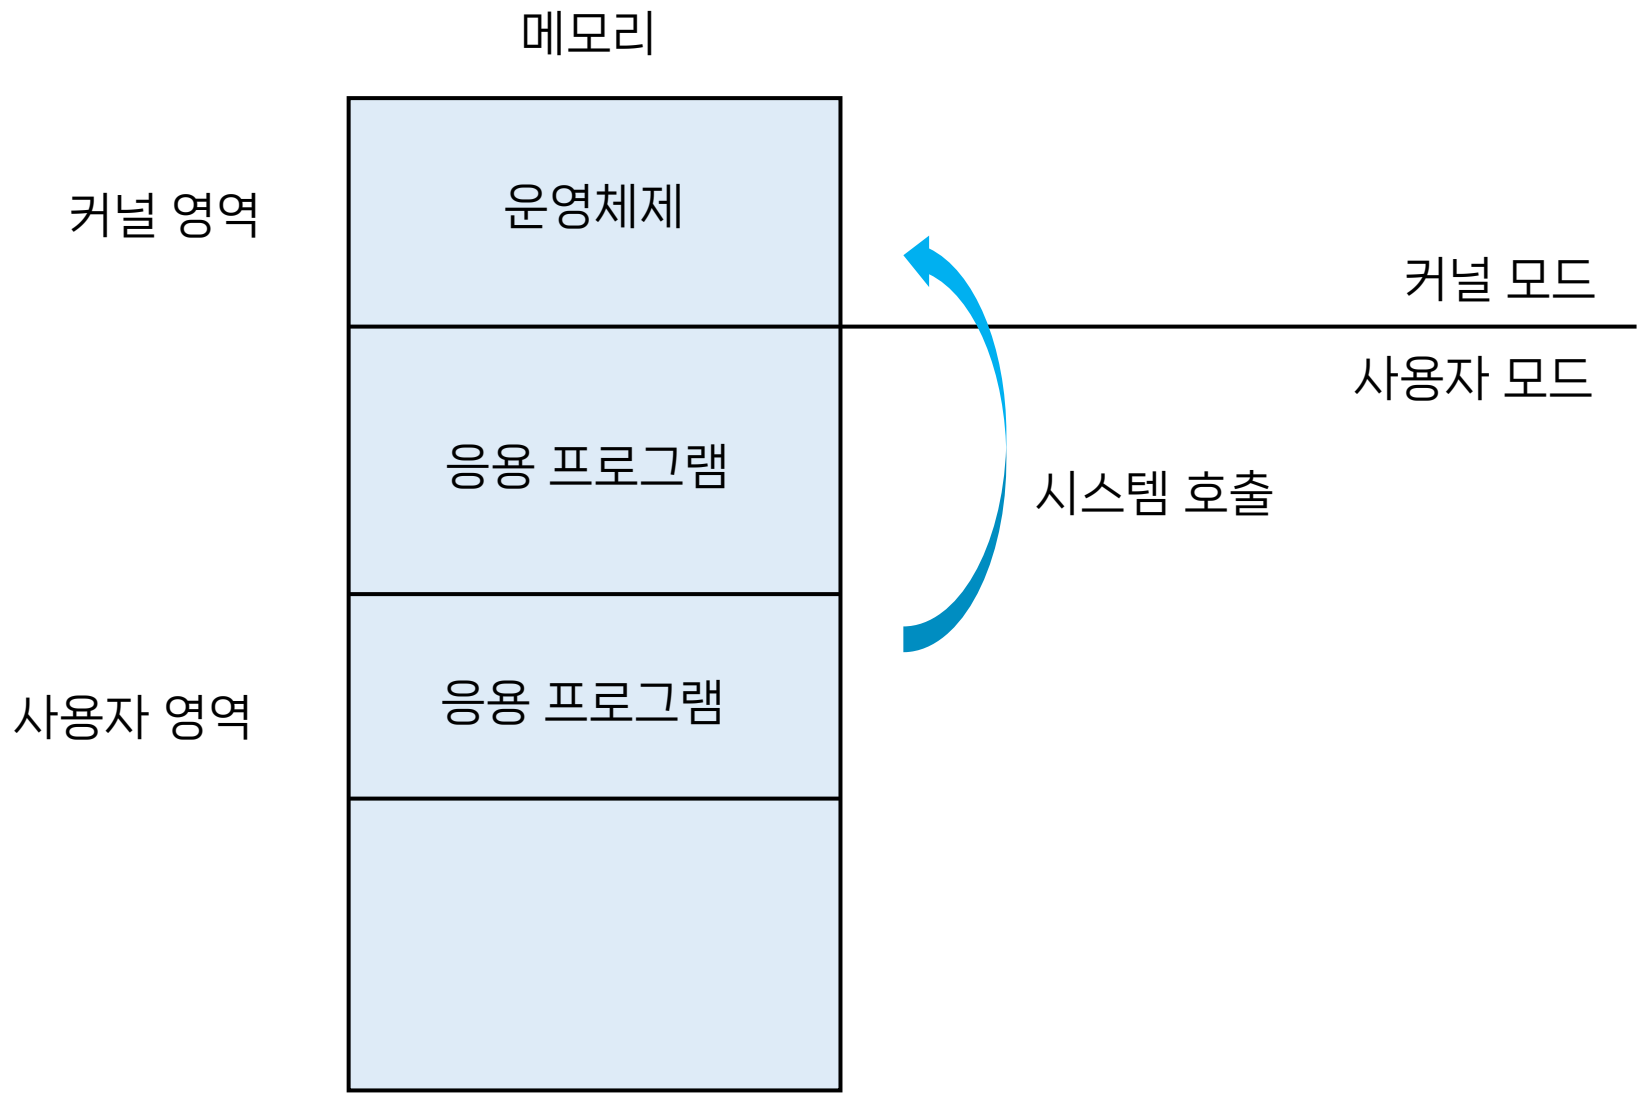 메모리
커널 영역
운영체제
커널 모드
사용자 모드
응용 프로그램
시스템 호출
사용자 영역
응용 프로그램